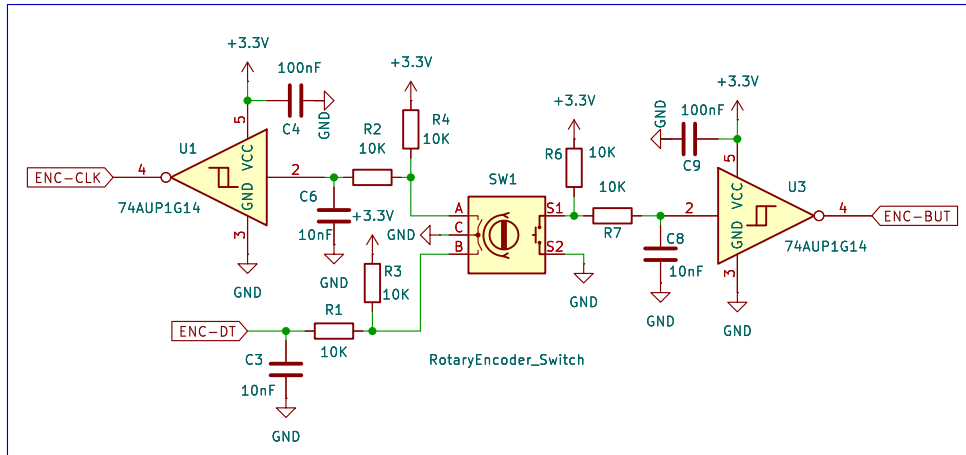 +3.3V
100nF
C4
GND
5
U1
VCC
GND
4
2
3
ENC-CLK
74AUP1G14
GND
R2
10K
C6
10nF
GND
+3.3V
R4
10K
+3.3V
R3
10K
R1
10K
ENC-DT
C3
10nF
GND
SW1
A
C
B
S1
S2
GND
RotaryEncoder_Switch
+3.3V
R6
10K
10K
R7
GND
C8
10nF
GND
GND
100nF
C9
+3.3V
5
U3
VCC
GND
2
4
3
74AUP1G14
ENC-BUT
GND